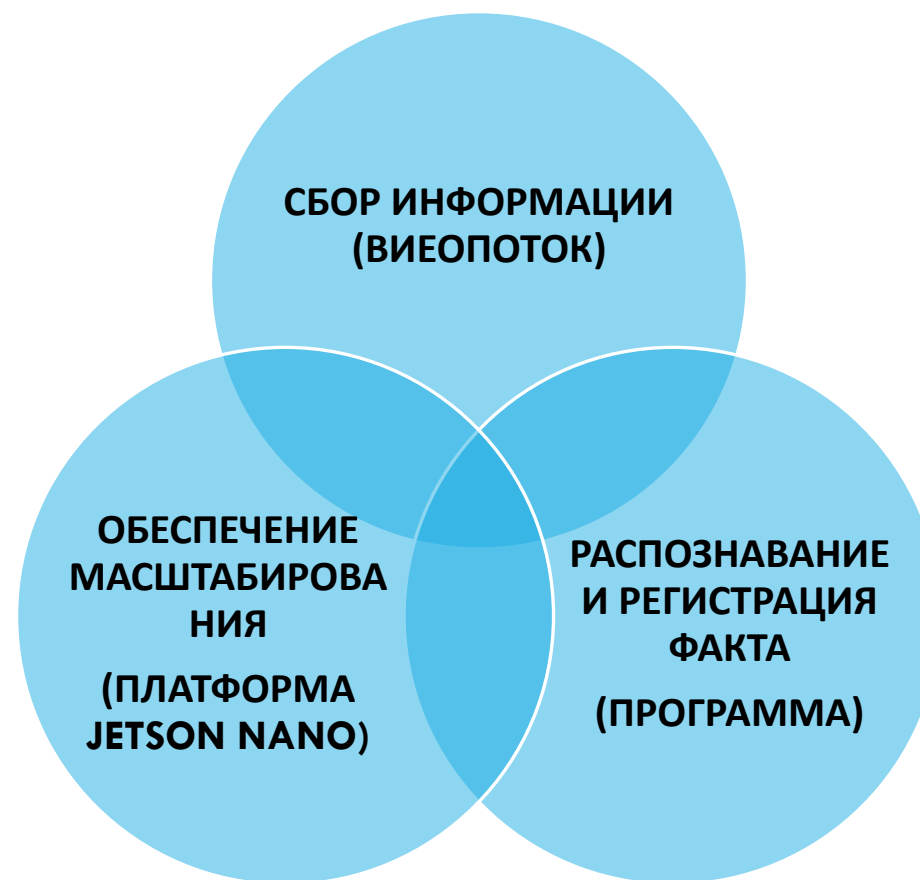 СБОР ИНФОРМАЦИИ
(ВИЕОПОТОК)
ОБЕСПЕЧЕНИЕ
МАСШТАБИРОВА
НИЯ
(ПЛАТФОРМА
JETSON NANO)
РАСПОЗНАВАНИЕ
И РЕГИСТРАЦИЯ
ФАКТА
(ПРОГРАММА)